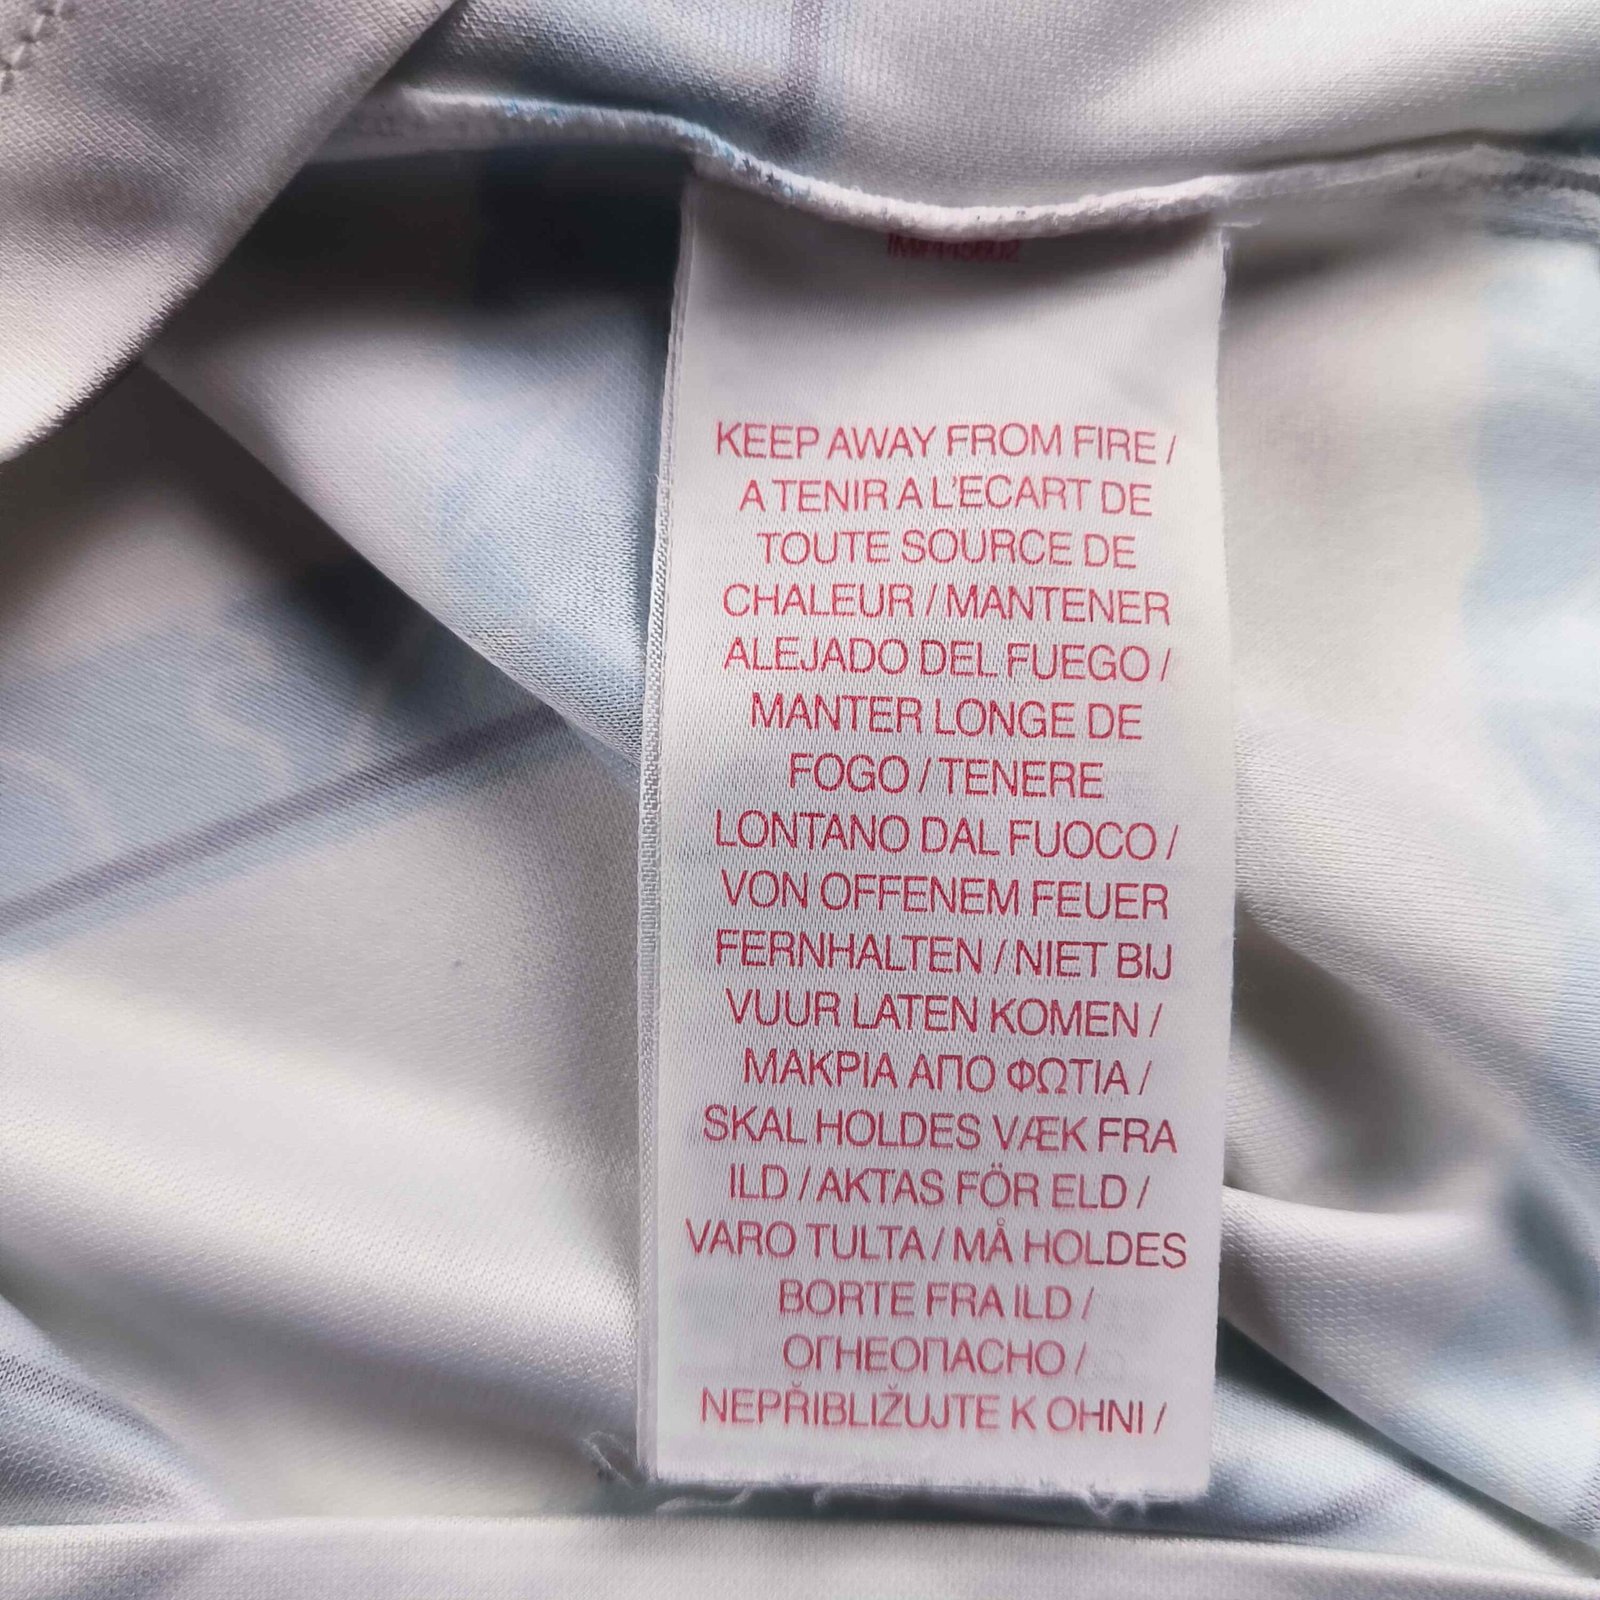 KEEP AWAY FROM FIRE /
A TENIR A L'ECART DE
TOUTE SOURCE DE
CHALEUR / MANTENER
ALEJADO DEL FUEGO /
MANTER LONGE DE
FOGO / TENERE
LONTANO DAL FUOCO /
VON OFFENEM FEUER
FERNHALTEN / NIET BIJ
VUUR LATEN KOMEN /
ΜΑΚΡΙΑ ΑΠΟ ΦΩΤΙΑ /
SKAL HOLDES VÆK FRA
ILD / AKTAS FÖR ELD /
VARO TULTA / MÅ HOLDES
BORTE FRA ILD /
ОГНЕОПАСНО /
NEPŘIBLIŽUJTE K OHNI /